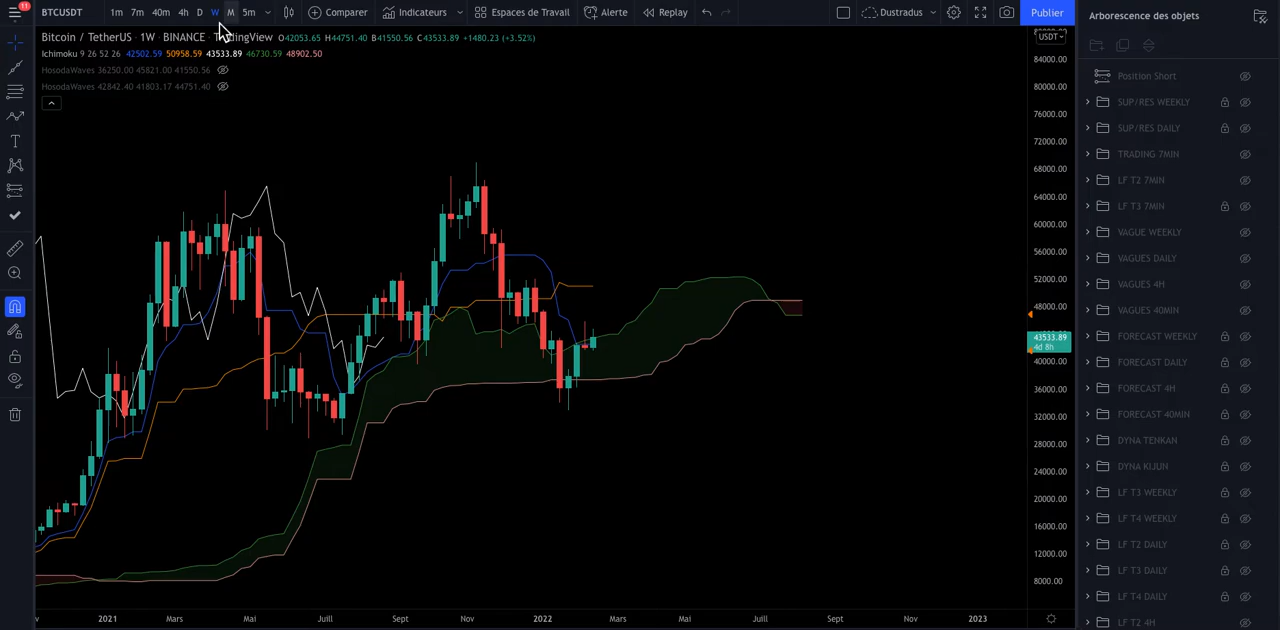 11
BTCUSDT 1m 7m 40m 4h D W M 5m Comparer Indicateurs Espaces de Travail Alerte Replay Dustradus Publier
Arborescence des objets
Bitcoin / TetherUS · 1W · BINANCE · TradingView O42053.65 H44751.40 B41550.56 C43533.89 +1480.23 (+3.52%)
USDT
Ichimoku 9 26 52 26 42502.59 50958.59 43533.89 46730.59 48902.50
HosodaWaves 36250.00 45821.00 41550.56
HosodaWaves 42842.40 41803.17 44751.40
84000.00
80000.00
76000.00
72000.00
68000.00
64000.00
60000.00
56000.00
52000.00
48000.00
43533.89
4d 8h
40000.00
36000.00
32000.00
28000.00
24000.00
20000.00
16000.00
12000.00
8000.00
2021 Mars Mai Juill Sept Nov 2022 Mars Mai Juill Sept Nov 2023
Position Short
SUP/RES WEEKLY
SUP/RES DAILY
TRADING 7MIN
LF T2 7MIN
LF T3 7MIN
VAGUE WEEKLY
VAGUES DAILY
VAGUES 4H
VAGUES 40MIN
FORECAST WEEKLY
FORECAST DAILY
FORECAST 4H
FORECAST 40MIN
DYNA TENKAN
DYNA KIJUN
LF T3 WEEKLY
LF T4 WEEKLY
LF T2 DAILY
LF T3 DAILY
LF T4 DAILY
LF T2 4H